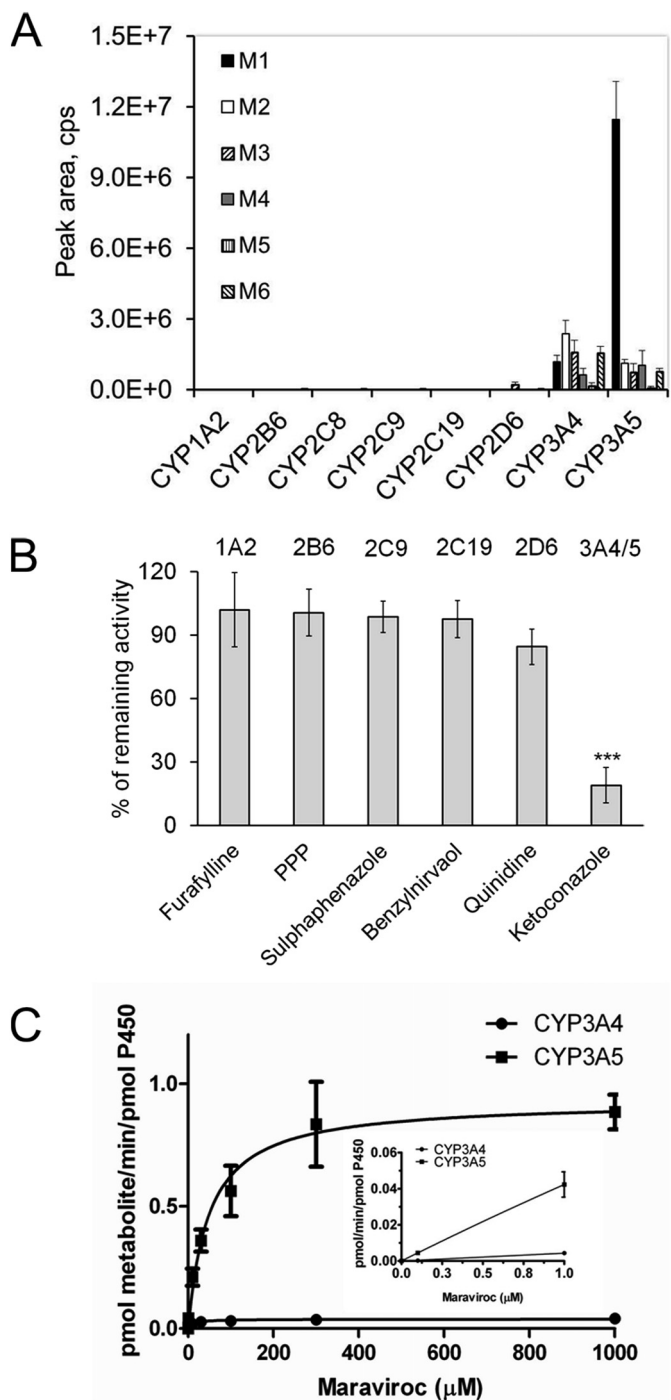 A
1.5E+7
1.2E+7
9.0E+6
6.0E+6
3.0E+6
0.0E+0
Peak area, cps
M1
M2
M3
M4
M5
M6
CYP1A2
CYP2B6
CYP2C8
CYP2C9
CYP2C19
CYP2D6
CYP3A4
CYP3A5
B
1A2 2B6 2C9 2C19 2D6 3A4/5
120
90
60
30
0
% of remaining activity
***
Furafylline
PPP
Sulphaphenazole
Benzylnirvaol
Quinidine
Ketoconazole
C
CYP3A4
CYP3A5
pmol metabolite/min/pmol P450
1.0
0.5
0.0
0 200 400 600 800 1000
Maraviroc (µM)
CYP3A4
CYP3A5
pmol/min/pmol P450
0.06
0.04
0.02
0.00
0.0 0.3 0.5 0.8 1.0
Maraviroc (µM)